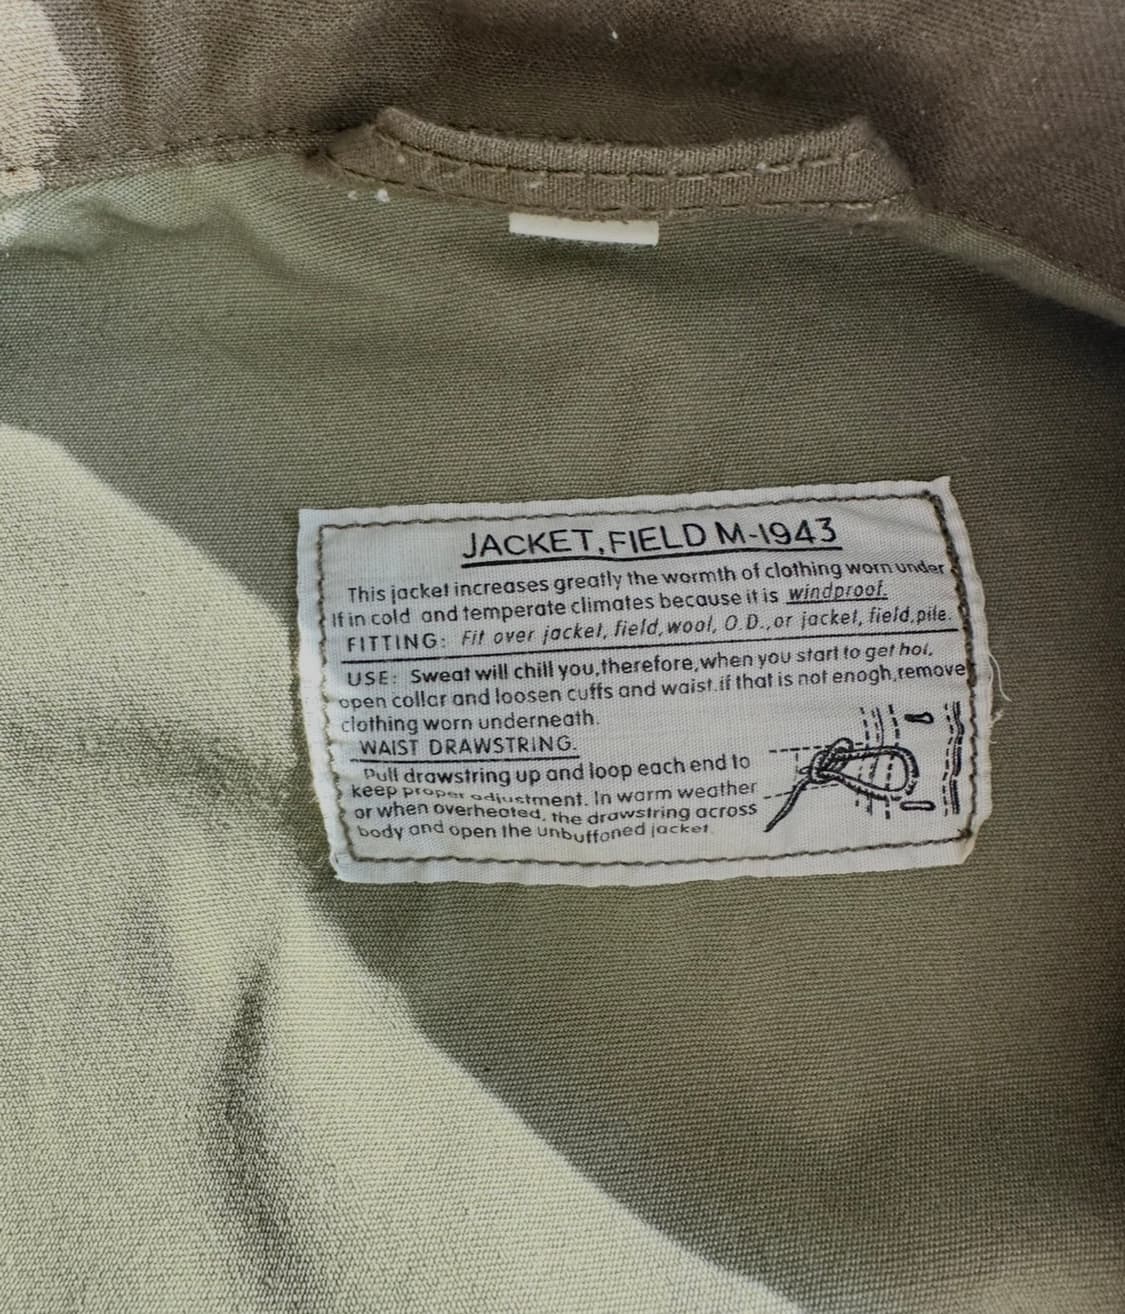 JACKET, FIELD M-1943
This jacket increases greatly the wormth of clothing worn under
If in cold and temperate climates because it is windproof.
FITTING: Fit over jacket, field, wool, O.D., or jacket, field, pile.
USE: Sweat will chill you, therefore, when you start to get hot,
open collar and loosen cuffs and waist.if that is not enogh, remove
clothing worn underneath.
WAIST DRAWSTRING.
Pull drawstring up and loop each end to
keep proper adjustment. In warm weather
or when overheated, the drawstring across
body and open the unbuffoned jacket.